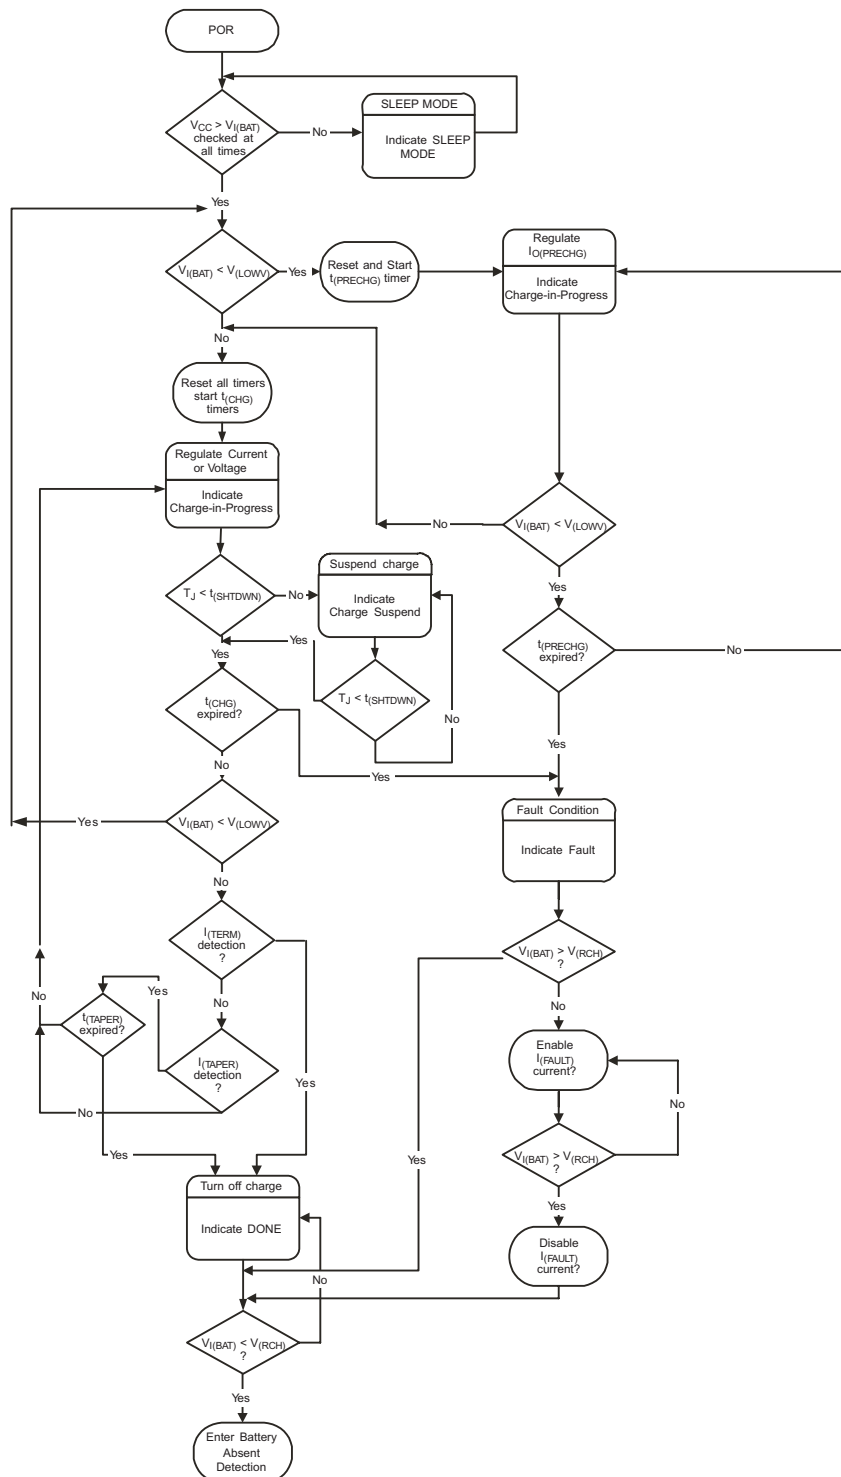 POR
VCC > VI(BAT)
checked at
all times
No
SLEEP MODE
Indicate SLEEP
MODE
Yes
VI(BAT) < V(LOWV)
Yes
Reset and Start
t(PRECHG) timer
Regulate
IO(PRECHG)
Indicate
Charge-in-Progress
No
Reset all timers
start t(CHG)
timers
Regulate Current
or Voltage
Indicate
Charge-in-Progress
No
VI(BAT) < V(LOWV)
TJ < t(SHTDWN)
No
Suspend charge
Indicate
Charge Suspend
Yes
Yes
Yes
t(PRECHG)
expired?
No
t(CHG)
expired?
TJ < t(SHTDWN)
No
Yes
No
Yes
VI(BAT) < V(LOWV)
Yes
Fault Condition
Indicate Fault
No
I(TERM)
detection
?
VI(BAT) > V(RCH)
?
No
Yes
No
No
t(TAPER)
expired?
I(TAPER)
detection
?
Yes
No
Enable
I(FAULT)
current?
No
Yes
Yes
VI(BAT) > V(RCH)
?
Yes
Turn off charge
Indicate DONE
Disable
I(FAULT)
current?
No
VI(BAT) < V(RCH)
?
Yes
Enter Battery
Absent
Detection